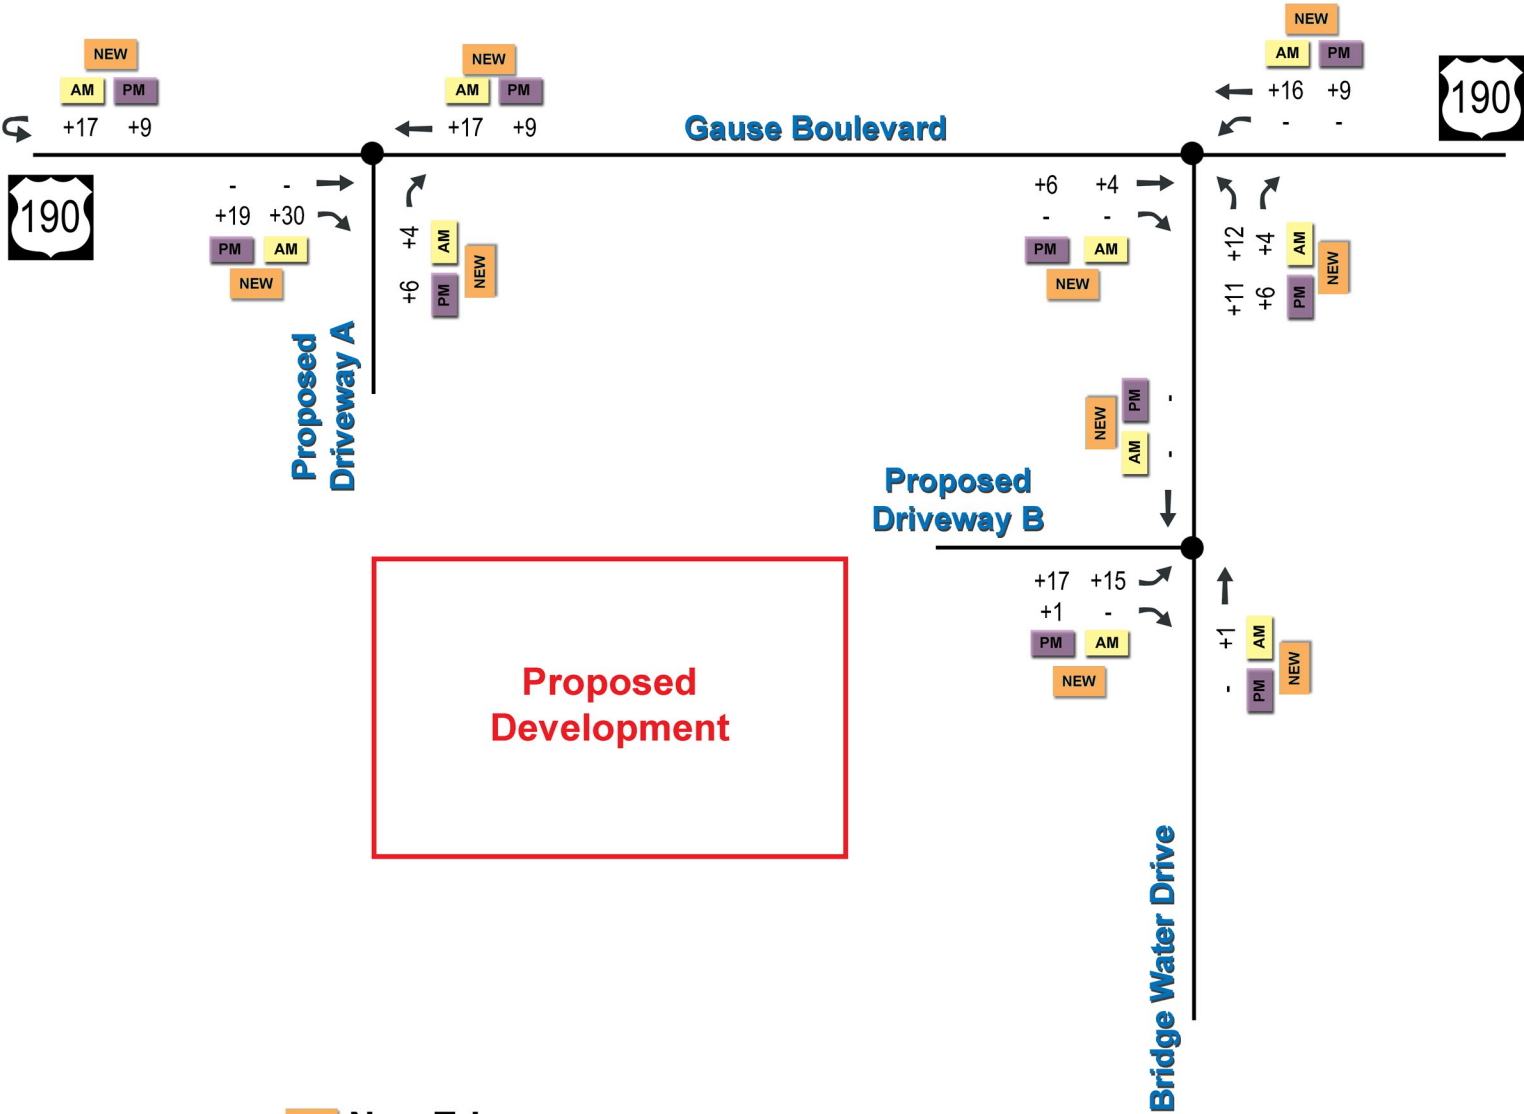 NEW
AM PM
+16 +9
- -
190
NEW
AM PM
+17 +9
NEW
AM PM
+17 +9
Gause Boulevard
190
- -
+19 +30
PM AM
NEW
+4 AM
+6 PM
NEW
Proposed
Driveway A
+6 +4
- -
PM AM
NEW
+12 +4 AM
+11 +6 PM
NEW
NEW
PM -
AM -
Proposed
Driveway B
+17 +15
+1 -
PM AM
NEW
+1 AM
- PM
NEW
Proposed
Development
Bridge Water Drive